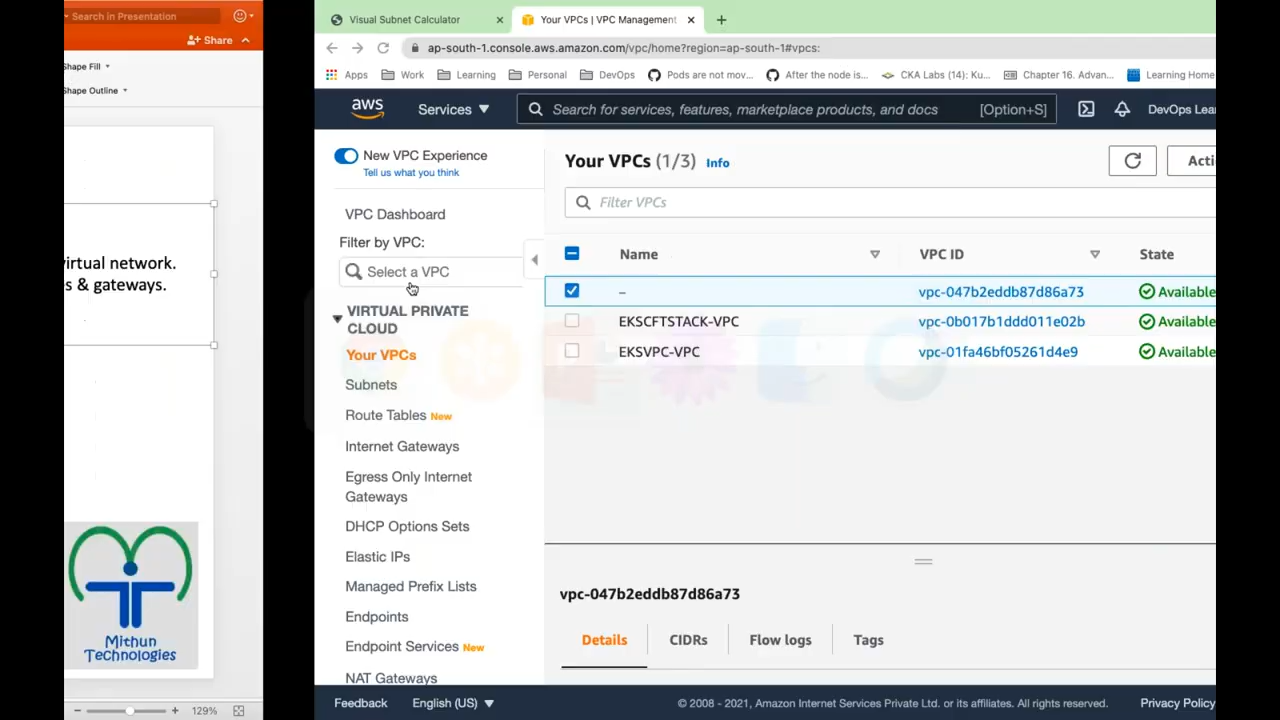 Search in Presentation
Share
Shape Fill
Shape Outline
virtual network.
s & gateways.
Mithun
Technologies
129%
Visual Subnet Calculator
Your VPCs | VPC Management
ap-south-1.console.aws.amazon.com/vpc/home?region=ap-south-1#vpcs:
Apps Work Learning Personal DevOps Pods are not mov... After the node is... CKA Labs (14): Ku... Chapter 16. Advan... Learning Home
aws Services Search for services, features, marketplace products, and docs [Option+S] DevOps Lear
New VPC Experience
Tell us what you think
VPC Dashboard
Filter by VPC:
Select a VPC
VIRTUAL PRIVATE
CLOUD
Your VPCs
Subnets
Route Tables New
Internet Gateways
Egress Only Internet
Gateways
DHCP Options Sets
Elastic IPs
Managed Prefix Lists
Endpoints
Endpoint Services New
NAT Gateways
Your VPCs (1/3) Info
Acti
Filter VPCs
Name VPC ID State
– vpc-047b2eddb87d86a73 Available
EKSCFTSTACK-VPC vpc-0b017b1ddd011e02b Available
EKSVPC-VPC vpc-01fa46bf05261d4e9 Available
vpc-047b2eddb87d86a73
Details CIDRs Flow logs Tags
Feedback English (US) © 2008 - 2021, Amazon Internet Services Private Ltd. or its affiliates. All rights reserved. Privacy Policy